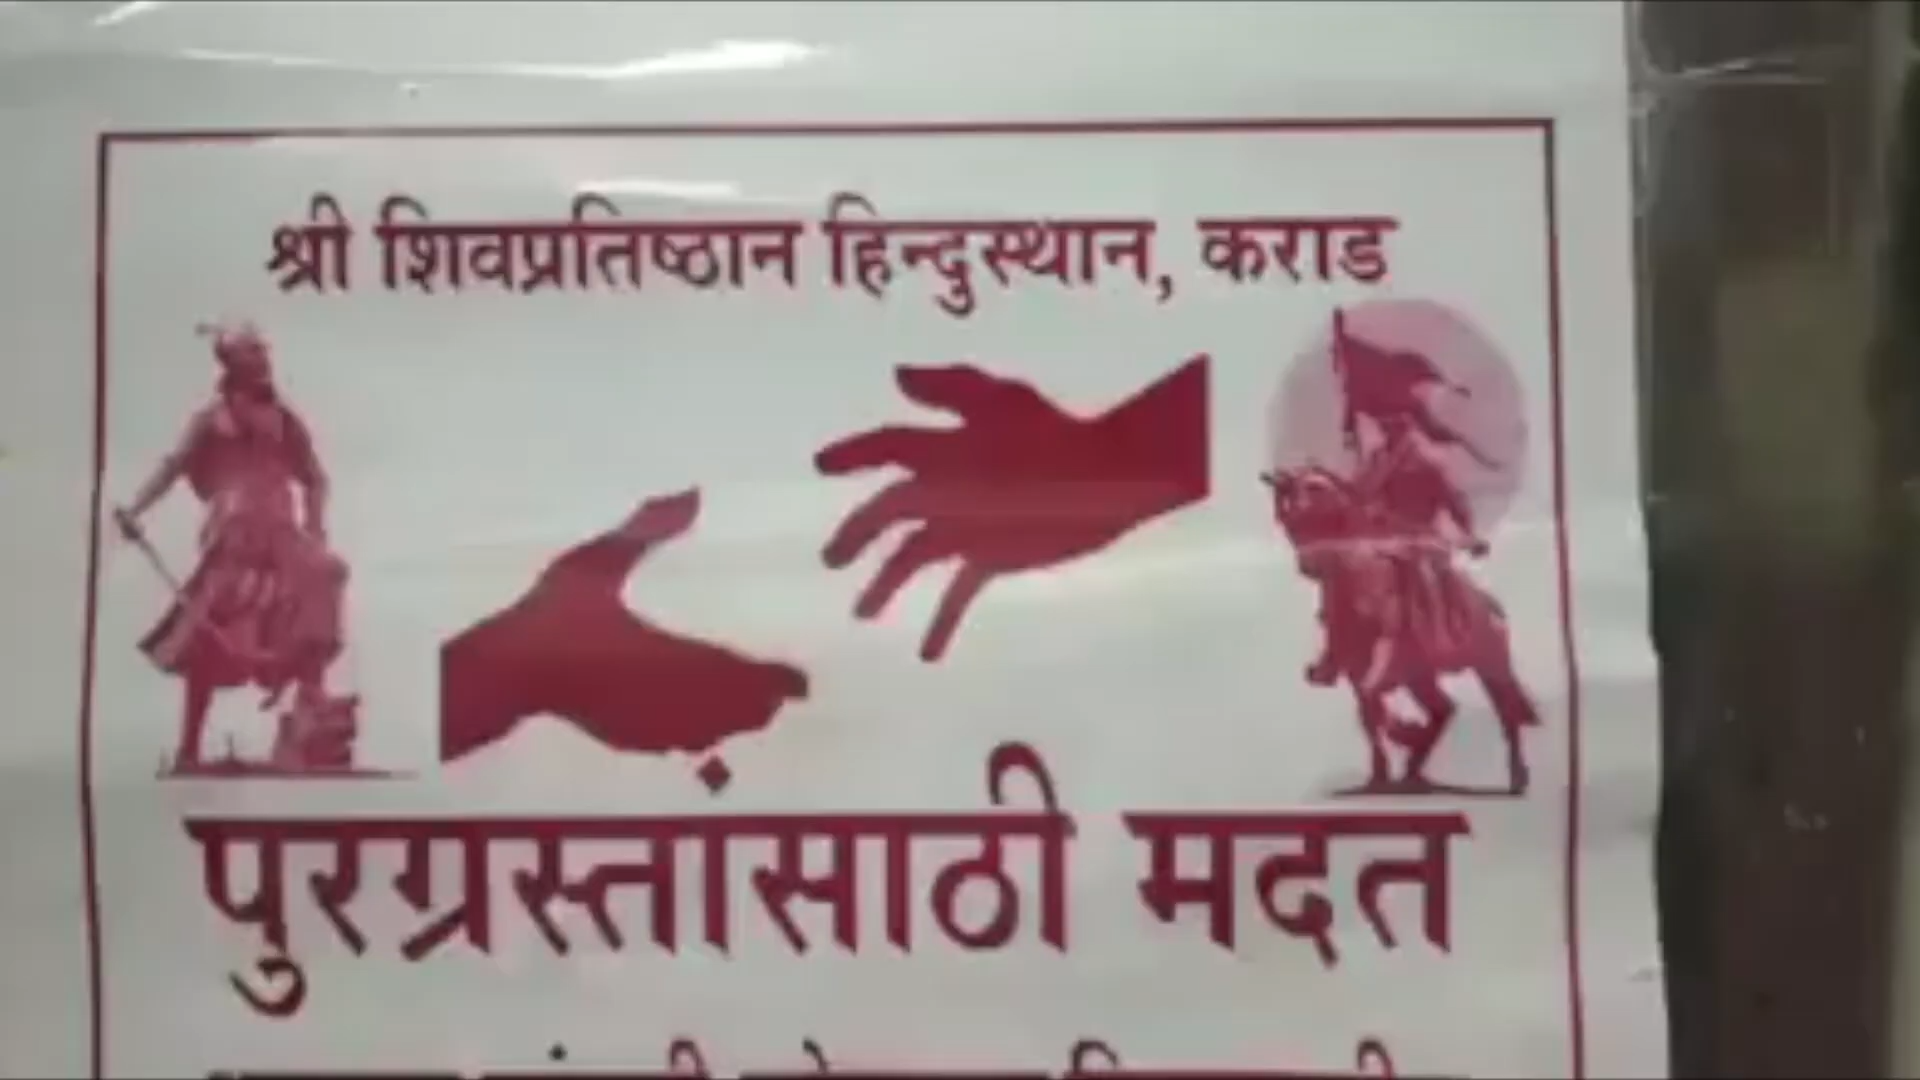 श्री शिवप्रतिष्ठान हिन्दुस्थान, कराड
पुरग्रस्तांसाठी मदत